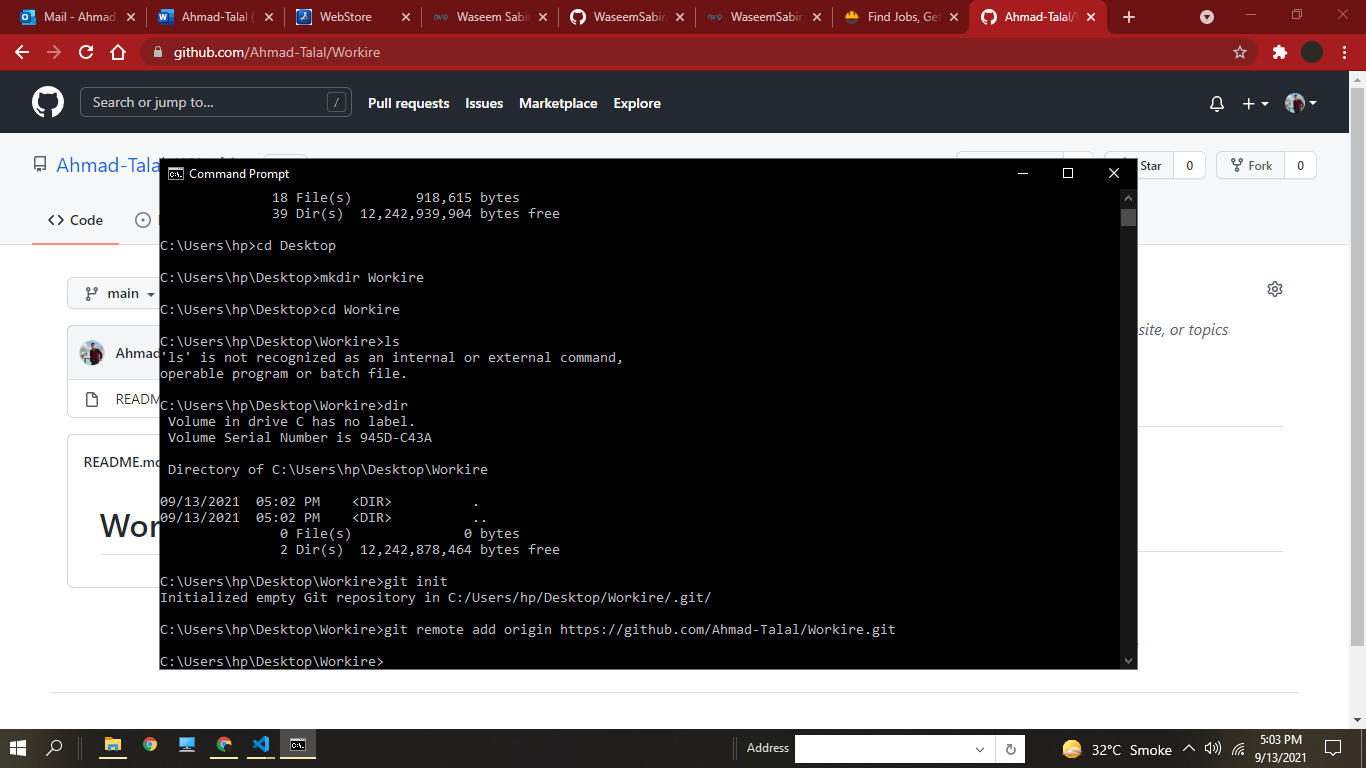 Mail - Ahmad
Ahmad-Talal (
WebStore
Waseem Sabi
WaseemSabir
WaseemSabir
Find Jobs, Get
Ahmad-Talal/
github.com/Ahmad-Talal/Workire
Search or jump to...
/
Pull requests Issues Marketplace Explore
Ahmad-Tala
Star 0
Fork 0
Code
main
site, or topics
Ahmad
READM
README.md
Wor
Command Prompt
18 File(s) 918,615 bytes
39 Dir(s) 12,242,939,904 bytes free
C:\Users\hp>cd Desktop
C:\Users\hp\Desktop>mkdir Workire
C:\Users\hp\Desktop>cd Workire
C:\Users\hp\Desktop\Workire>ls
'ls' is not recognized as an internal or external command,
operable program or batch file.
C:\Users\hp\Desktop\Workire>dir
Volume in drive C has no label.
Volume Serial Number is 945D-C43A
Directory of C:\Users\hp\Desktop\Workire
09/13/2021 05:02 PM <DIR> .
09/13/2021 05:02 PM <DIR> ..
0 File(s) 0 bytes
2 Dir(s) 12,242,878,464 bytes free
C:\Users\hp\Desktop\Workire>git init
Initialized empty Git repository in C:/Users/hp/Desktop/Workire/.git/
C:\Users\hp\Desktop\Workire>git remote add origin https://github.com/Ahmad-Talal/Workire.git
C:\Users\hp\Desktop\Workire>
Address
32°C Smoke
5:03 PM
9/13/2021